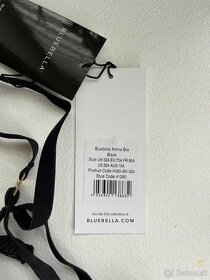 BLUEBELLA
Bluebella Amina Bra
Black
Size: UK:32A EU:70A FR:85A
US:32A AUS:10A
Product Code: 41260-BK-32A
Style Code: 41260
See the full collection at
BLUEBELLA.COM